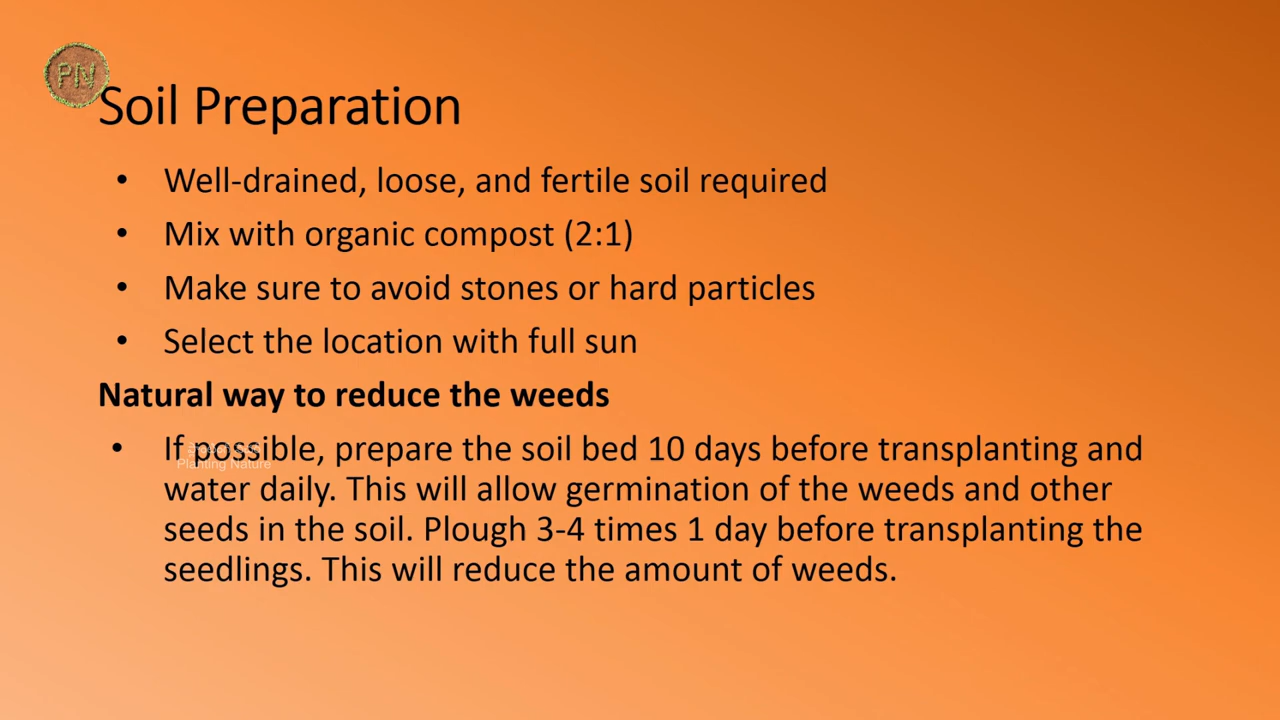 PN
Soil Preparation
• Well-drained, loose, and fertile soil required
• Mix with organic compost (2:1)
• Make sure to avoid stones or hard particles
• Select the location with full sun
Natural way to reduce the weeds
• If possible, prepare the soil bed 10 days before transplanting and
Planting Nature
water daily. This will allow germination of the weeds and other
seeds in the soil. Plough 3-4 times 1 day before transplanting the
seedlings. This will reduce the amount of weeds.